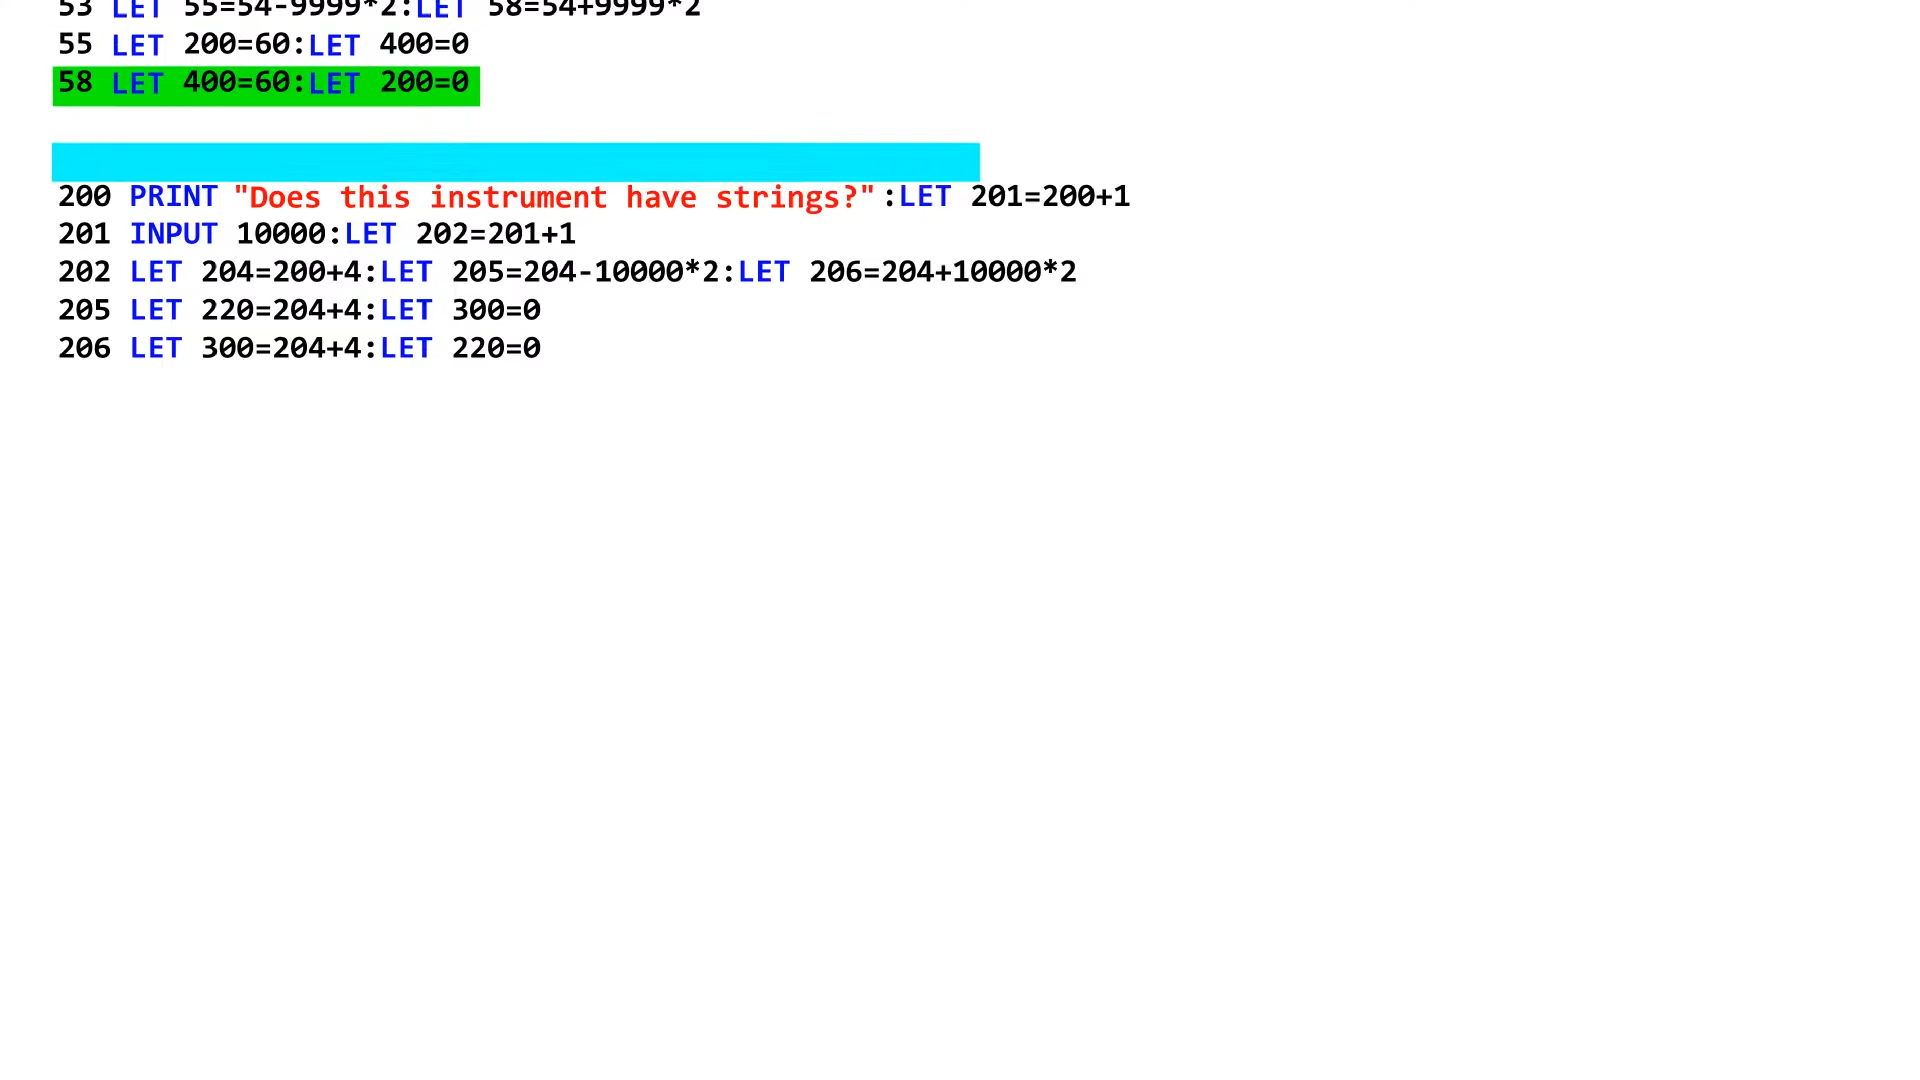 53 LET 55=54-9999*2:LET 58=54+9999*2
55 LET 200=60:LET 400=0
58 LET 400=60:LET 200=0
200 PRINT "Does this instrument have strings?":LET 201=200+1
201 INPUT 10000:LET 202=201+1
202 LET 204=200+4:LET 205=204-10000*2:LET 206=204+10000*2
205 LET 220=204+4:LET 300=0
206 LET 300=204+4:LET 220=0